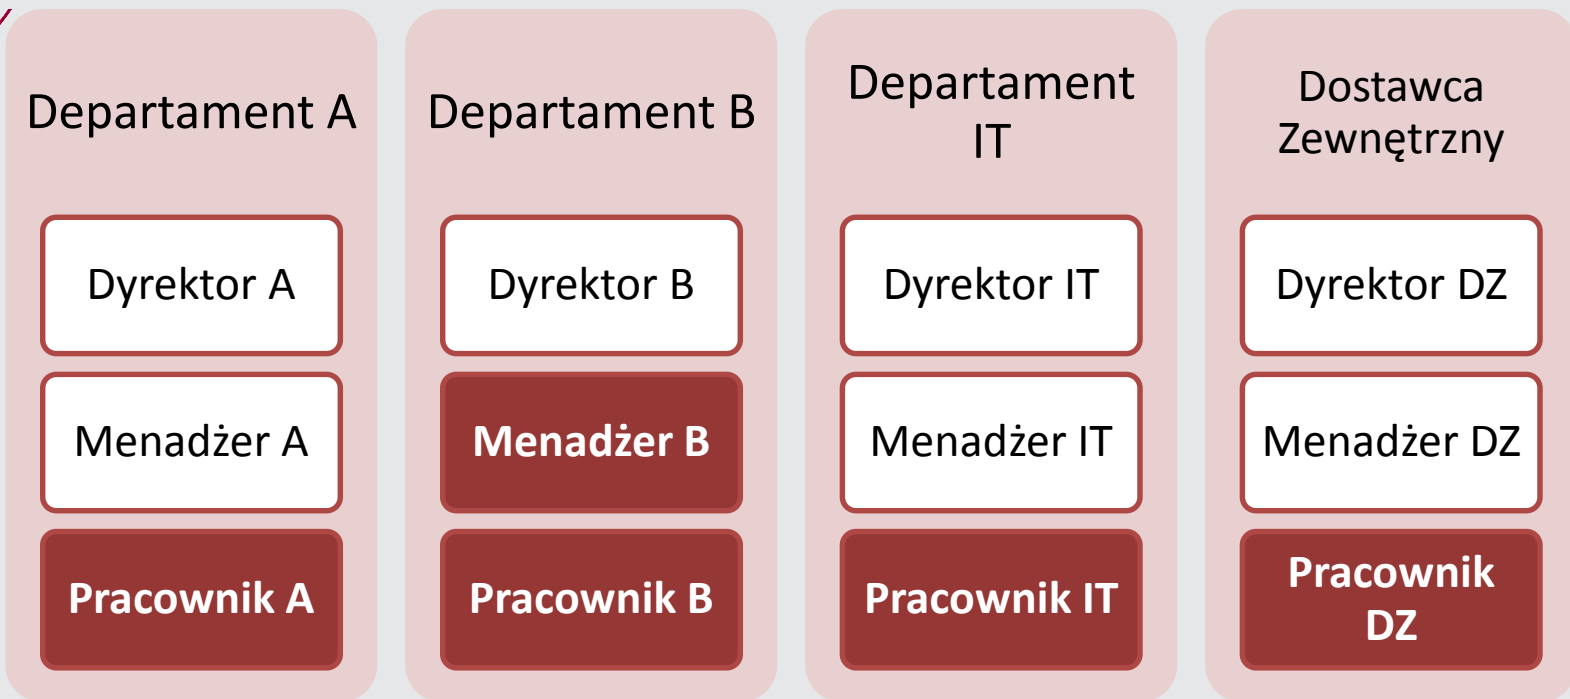 Departament A
Departament B
Departament
IT
Dostawca
Zewnętrzny
Dyrektor A
Dyrektor B
Dyrektor IT
Dyrektor DZ
Menadżer A
Menadżer B
Menadżer IT
Menadżer DZ
Pracownik A
Pracownik B
Pracownik IT
Pracownik
DZ